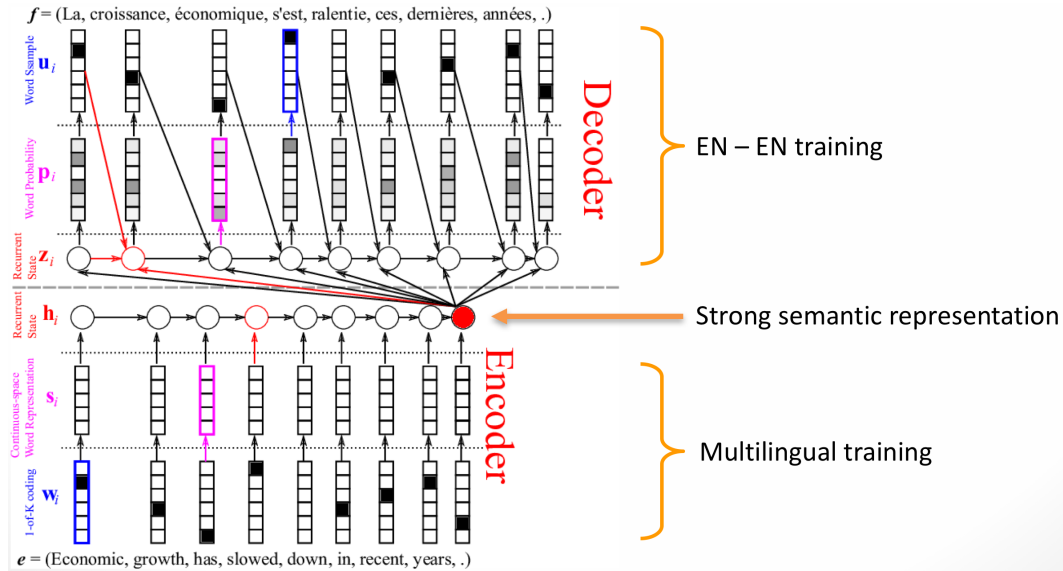 f = (La, croissance, économique, s'est, ralentie, ces, dernières, années, .)
Word Ssample
u_i
Word Probability
p_i
Recurrent
State
z_i
Decoder
EN – EN training
Recurrent
State
h_i
Strong semantic representation
Continuous-space
Word Representation
s_i
1-of-K coding
w_i
Encoder
Multilingual training
e = (Economic, growth, has, slowed, down, in, recent, years, .)